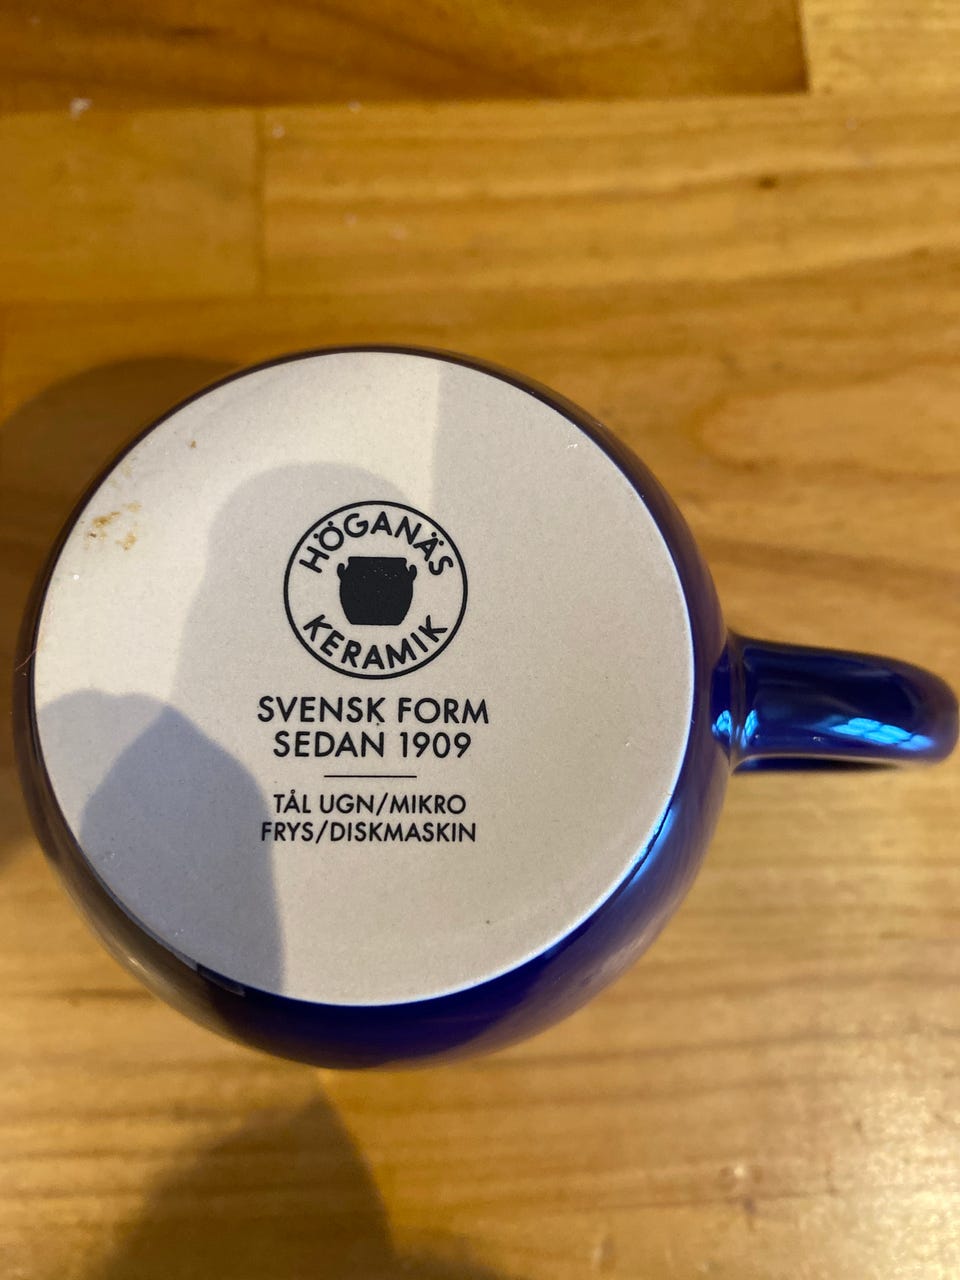 HÖGANÄS
KERAMIK
SVENSK FORM
SEDAN 1909
TÅL UGN/MIKRO
FRYS/DISKMASKIN